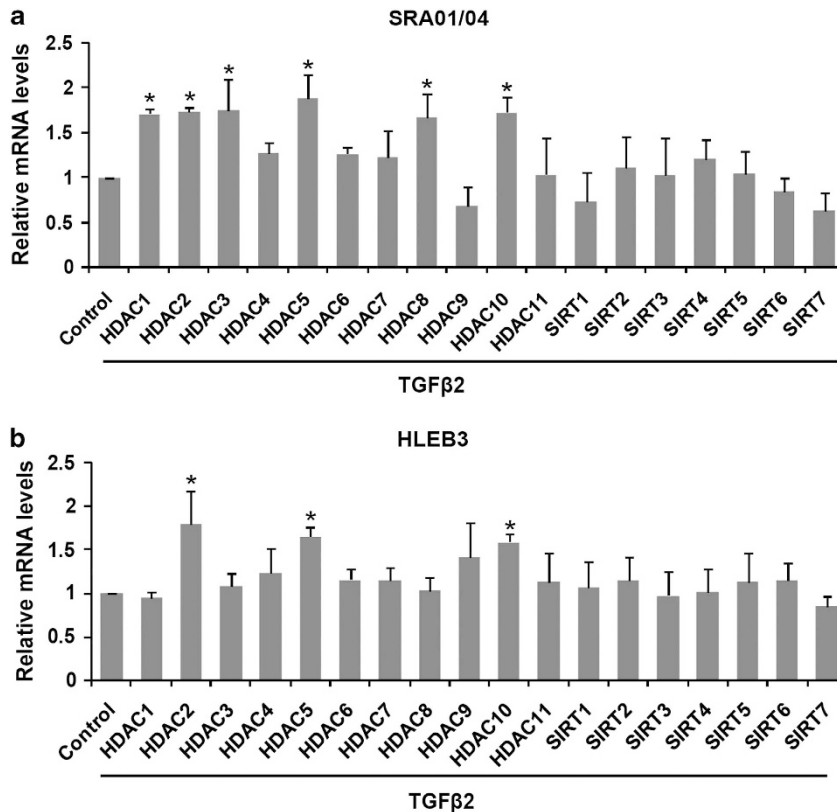 a
SRA01/04
Relative mRNA levels
2.5
2
1.5
1
0.5
0
* * * * * *
Control HDAC1 HDAC2 HDAC3 HDAC4 HDAC5 HDAC6 HDAC7 HDAC8 HDAC9 HDAC10 HDAC11 SIRT1 SIRT2 SIRT3 SIRT4 SIRT5 SIRT6 SIRT7
TGFβ2
b
HLEB3
Relative mRNA levels
2.5
2
1.5
1
0.5
0
* * *
Control HDAC1 HDAC2 HDAC3 HDAC4 HDAC5 HDAC6 HDAC7 HDAC8 HDAC9 HDAC10 HDAC11 SIRT1 SIRT2 SIRT3 SIRT4 SIRT5 SIRT6 SIRT7
TGFβ2